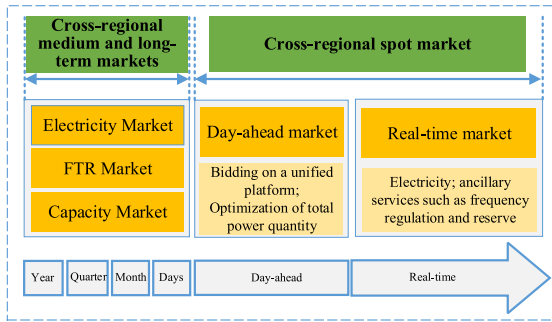 Cross-regional
medium and long-
term markets
Cross-regional spot market
Electricity Market
FTR Market
Capacity Market
Day-ahead market
Bidding on a unified
platform;
Optimization of total
power quantity
Real-time market
Electricity; ancillary
services such as frequency
regulation and reserve
Year
Quarter
Month
Days
Day-ahead
Real-time